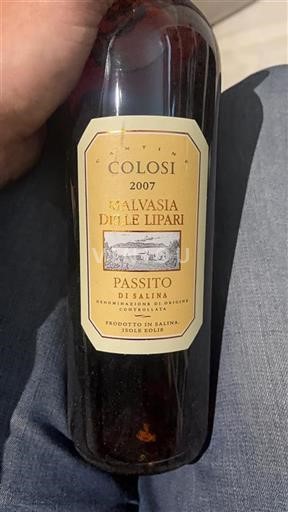 CANTINE
COLOSI
2007
MALVASIA
DELLE LIPARI
PASSITO
DI SALINA
DENOMINAZIONE DI ORIGINE
CONTROLLATA
PRODOTTO IN SALINA,
ISOLE EOLIE